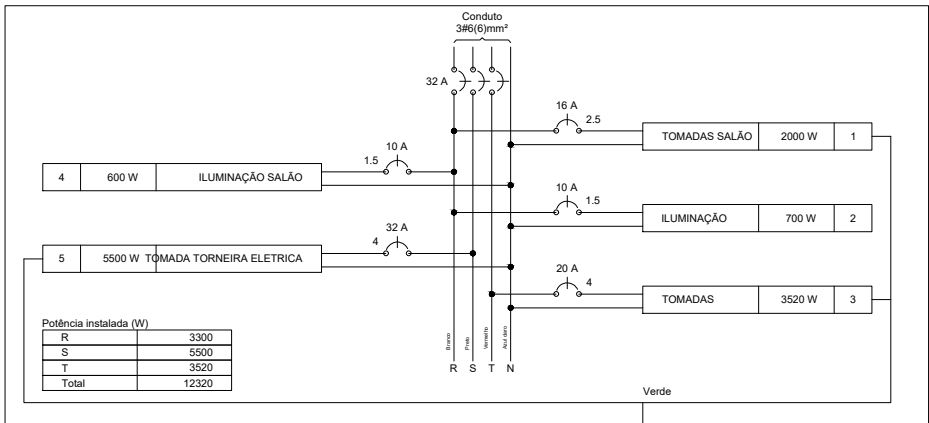 Conduto
3#6(6)mm²
32 A
16 A
2.5
TOMADAS SALÃO 2000 W 1
10 A
1.5
4 600 W ILUMINAÇÃO SALÃO
10 A
1.5
ILUMINAÇÃO 700 W 2
32 A
4
5 5500 W TOMADA TORNEIRA ELETRICA
20 A
4
TOMADAS 3520 W 3
Potência instalada (W)
R 3300
S 5500
T 3520
Total 12320
Branco
Preto
Vermelho
Azul claro
R S T N
Verde